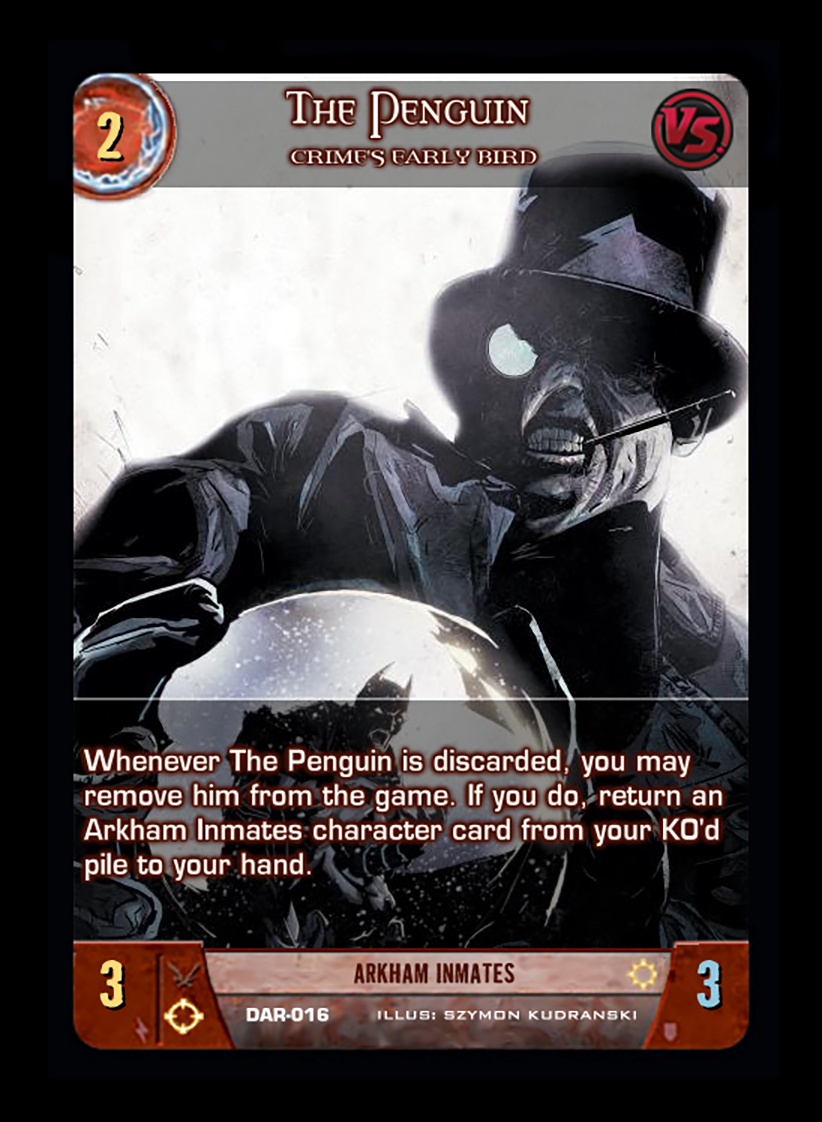 2
The Penguin
VS.
Crime's Early Bird
Whenever The Penguin is discarded, you may
remove him from the game. If you do, return an
Arkham Inmates character card from your KO'd
pile to your hand.
3
ARKHAM INMATES
3
DAR-016 ILLUS: SZYMON KUDRANSKI